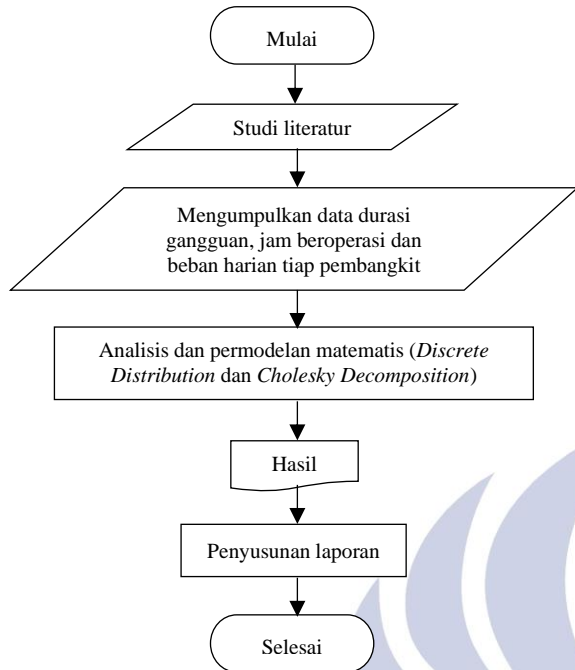 Mulai
Studi literatur
Mengumpulkan data durasi
gangguan, jam beroperasi dan
beban harian tiap pembangkit
Analisis dan permodelan matematis (Discrete
Distribution dan Cholesky Decomposition)
Hasil
Penyusunan laporan
Selesai